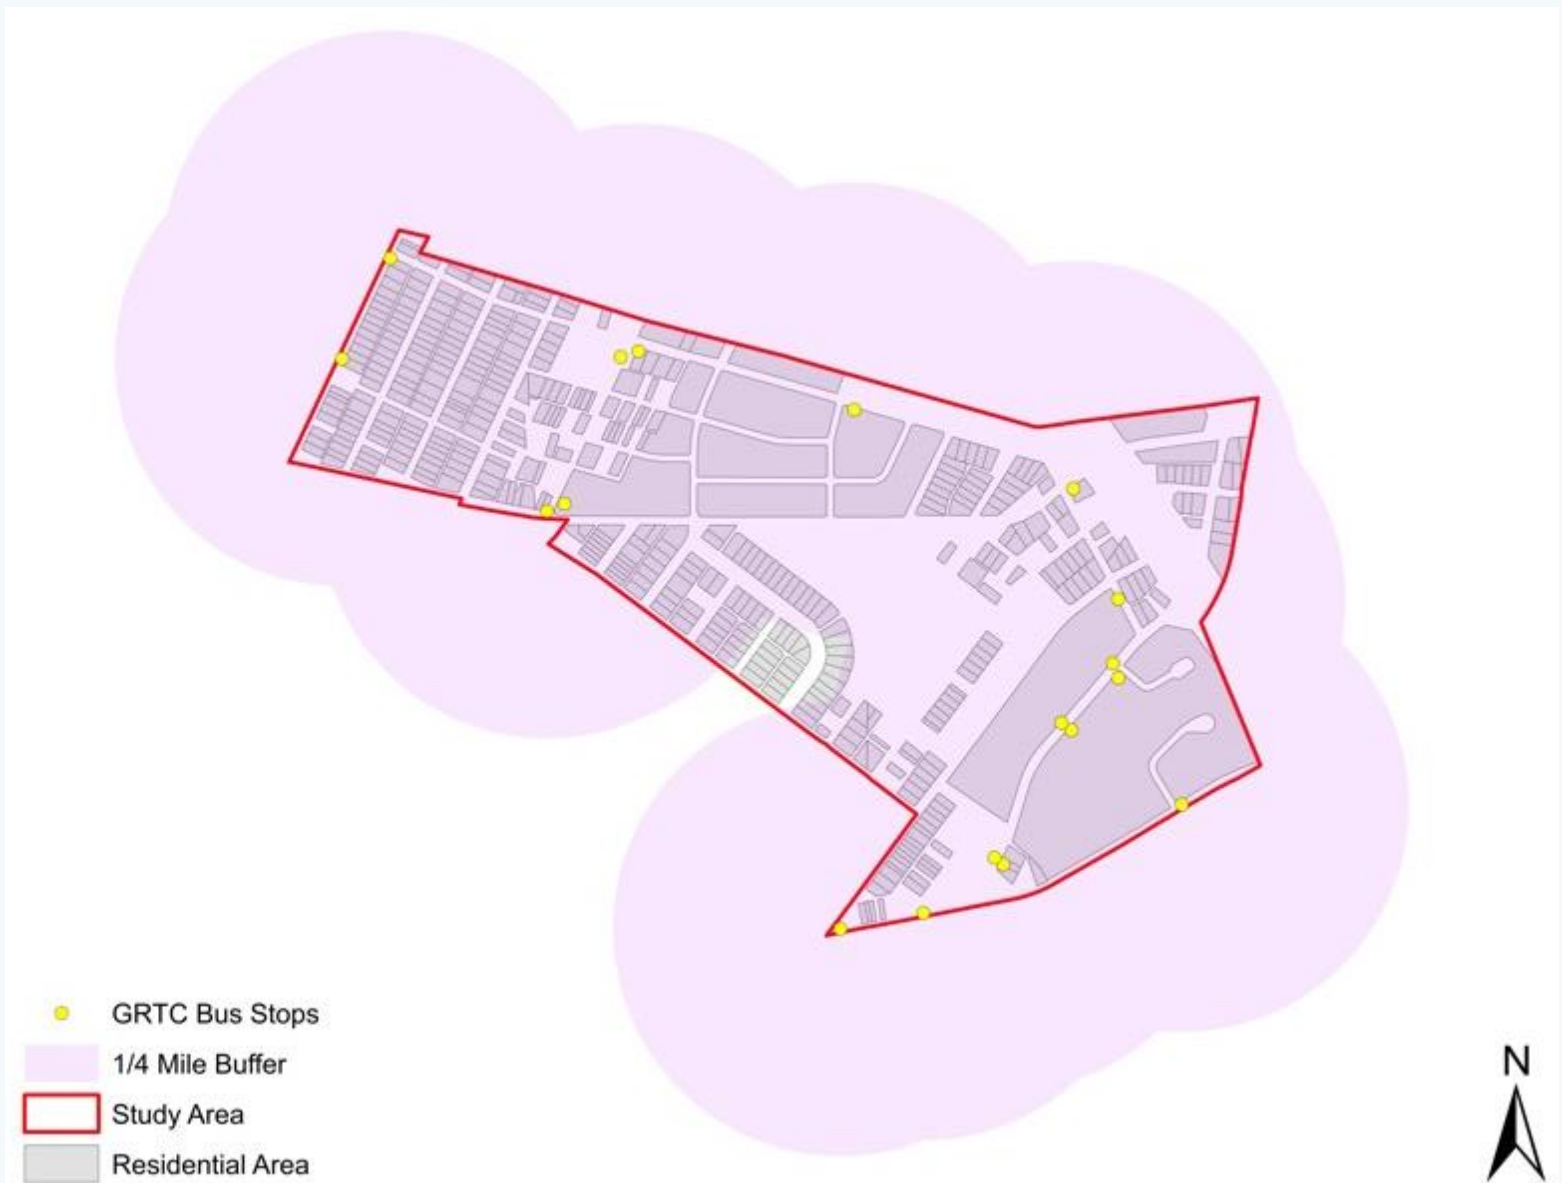 GRTC Bus Stops
1/4 Mile Buffer
Study Area
Residential Area
N